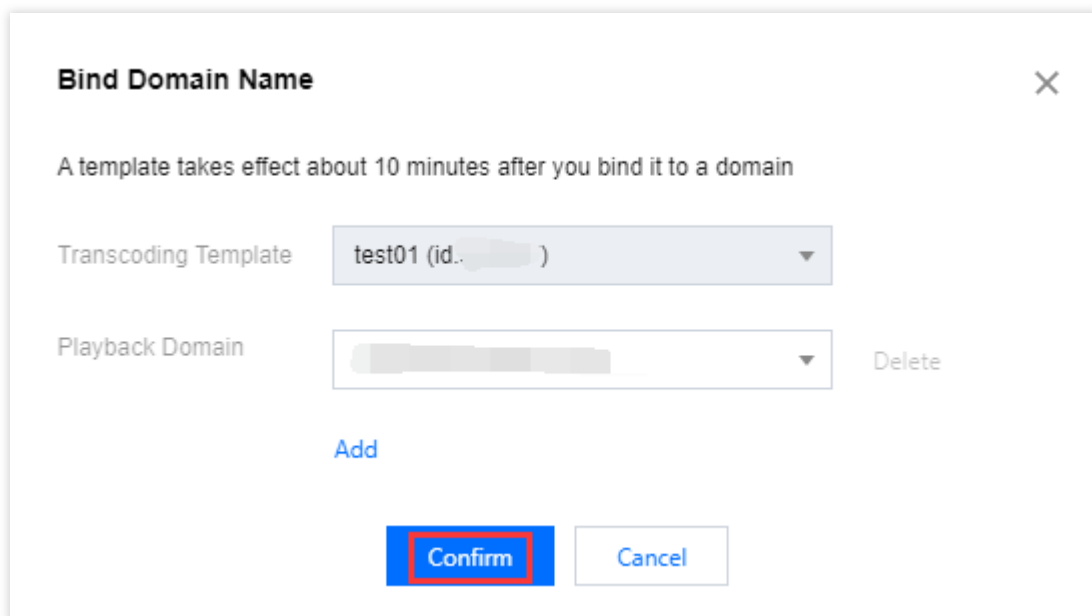 Bind Domain Name
A template takes effect about 10 minutes after you bind it to a domain
Transcoding Template test01 (id. )
Playback Domain Delete
Add
Confirm Cancel